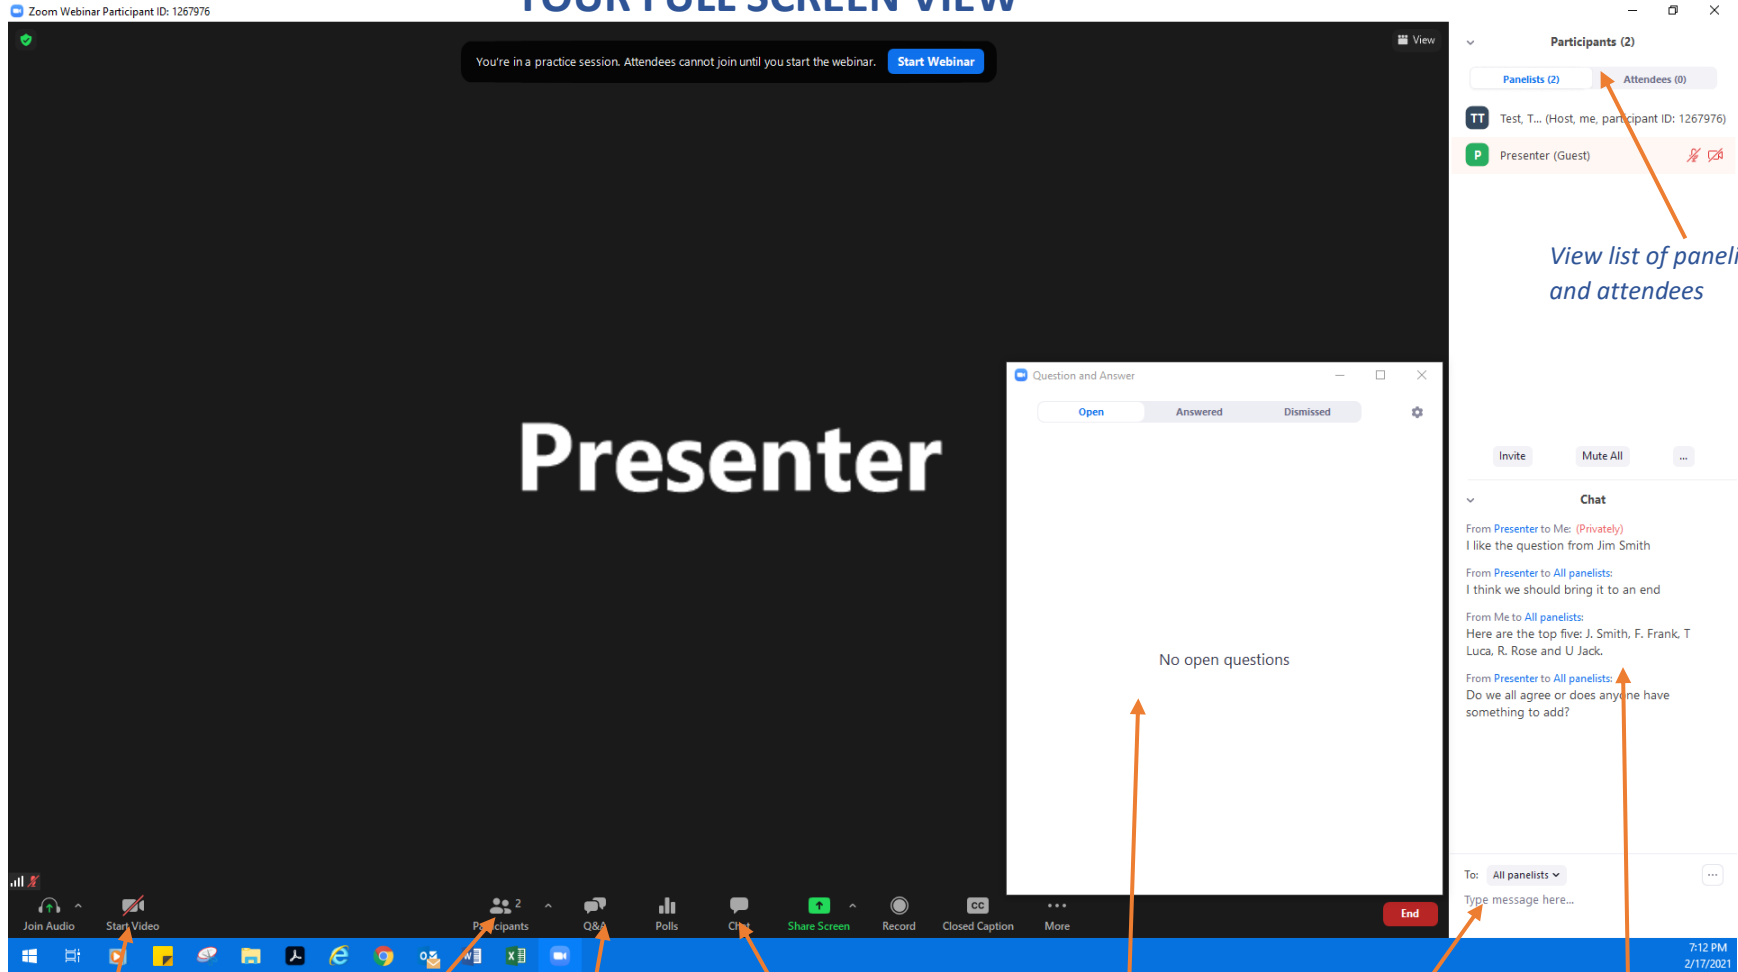 YOUR FULL SCREEN VIEW
Zoom Webinar Participant ID: 1267976
You're in a practice session. Attendees cannot join until you start the webinar. Start Webinar
View
Participants (2)
Panelists (2) Attendees (0)
TT Test, T... (Host, me, participant ID: 1267976)
P Presenter (Guest)
View list of paneli
and attendees
Presenter
Question and Answer
Open Answered Dismissed
No open questions
Invite Mute All ...
Chat
From Presenter to Me: (Privately)
I like the question from Jim Smith
From Presenter to All panelists:
I think we should bring it to an end
From Me to All panelists:
Here are the top five: J. Smith, F. Frank, T
Luca, R. Rose and U Jack.
From Presenter to All panelists:
Do we all agree or does anyone have
something to add?
To: All panelists
Type message here...
Join Audio Start Video Participants 2 Q&A Polls Chat Share Screen Record CC Closed Caption More End
7:12 PM
2/17/2021